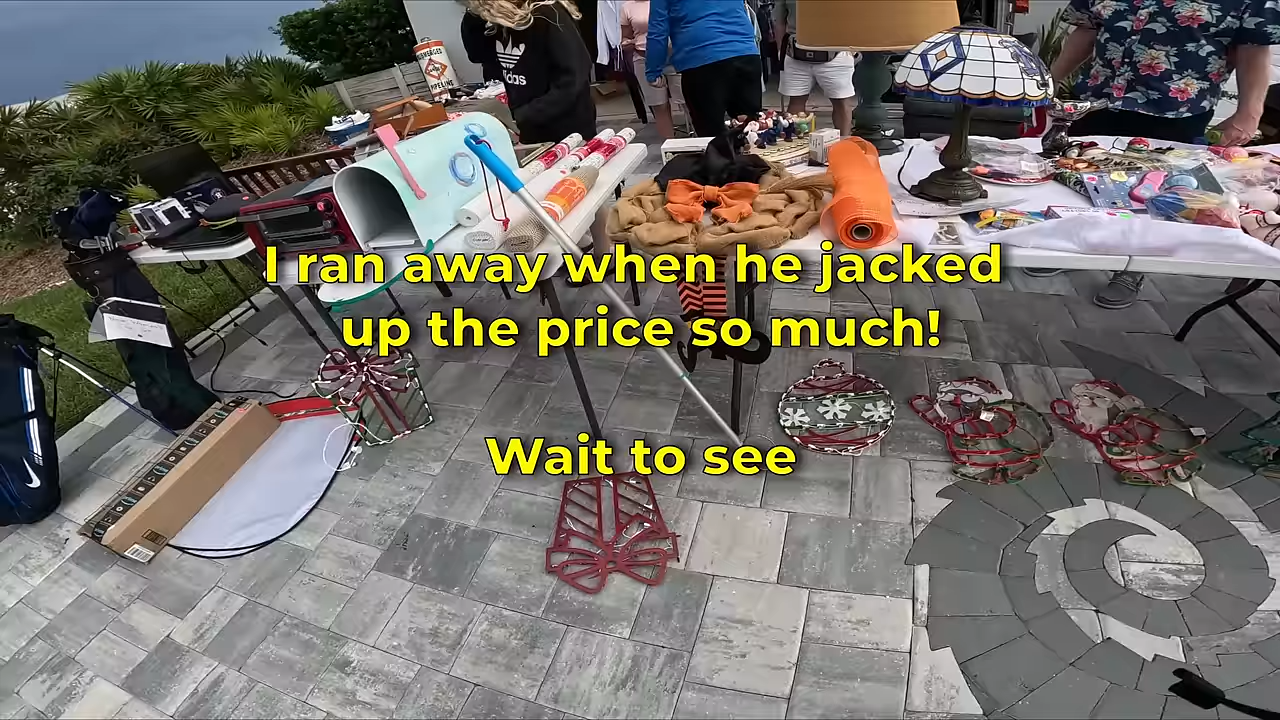 adidas
I ran away when he jacked
up the price so much!
Wait to see